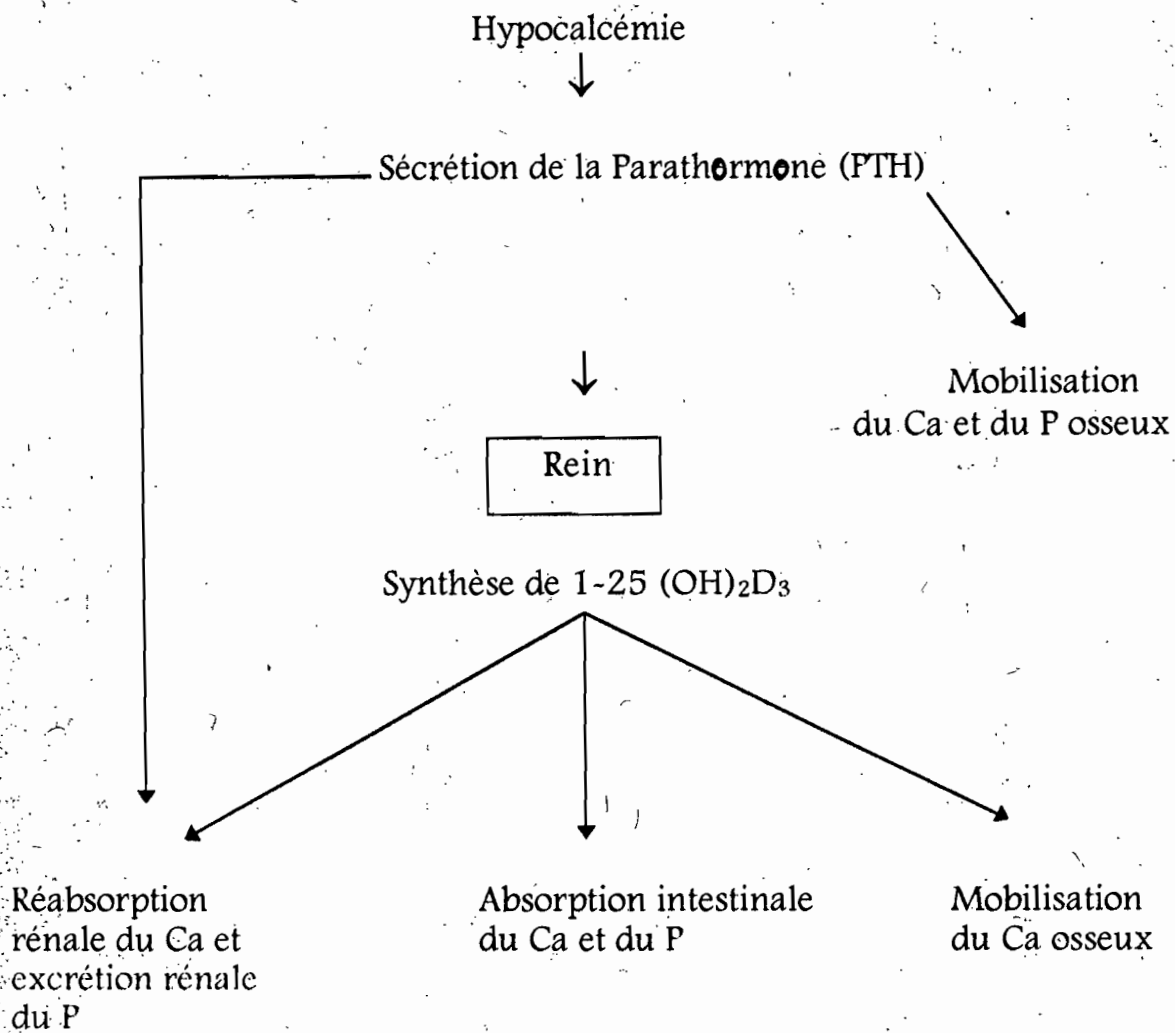 Hypocalcémie
Sécrétion de la Parathormone (PTH)
Mobilisation
du Ca et du P osseux
Rein
Synthèse de 1-25 (OH)₂D₃
Réabsorption
rénale du Ca et
excrétion rénale
du P
Absorption intestinale
du Ca et du P
Mobilisation
du Ca osseux